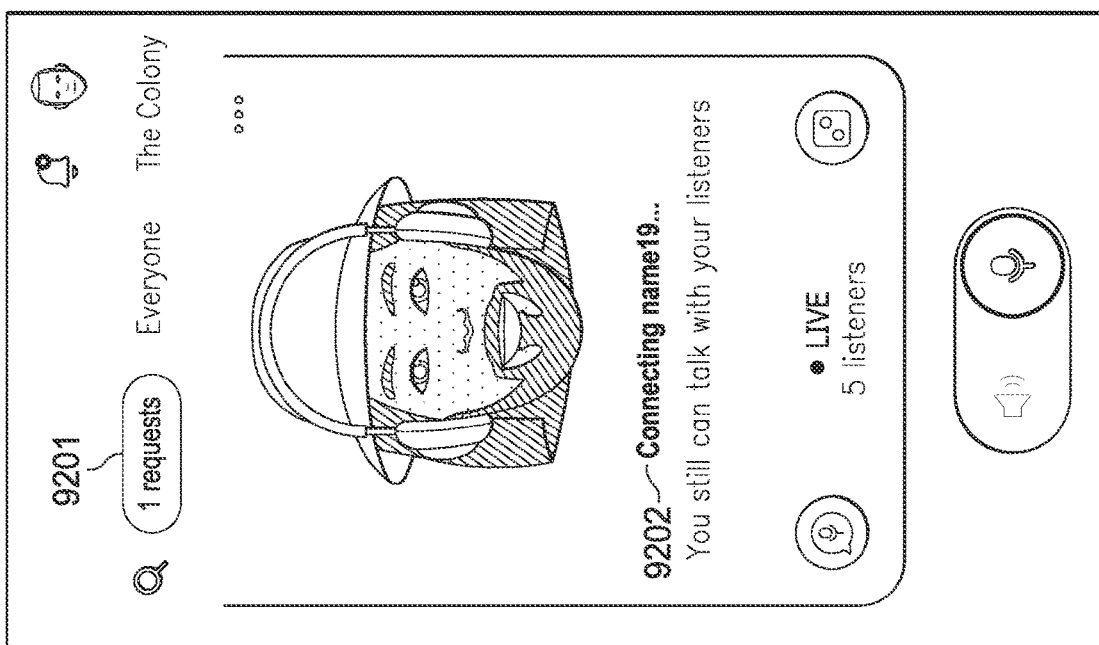 9201
1 requests Everyone The Colony
9202 Connecting name19...
You still can talk with your listeners
LIVE
5 listeners